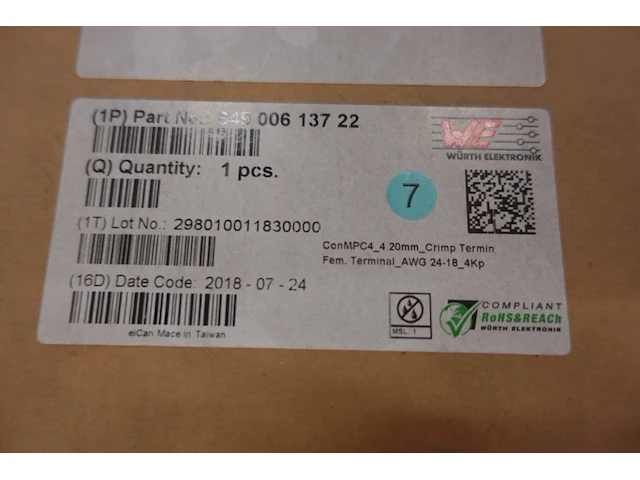 (1P) Part No.: 649 006 137 22
WE
WÜRTH ELEKTRONIK
(Q) Quantity: 1 pcs.
7
(1T) Lot No.: 298010011830000
ConMPC4_4.20mm_Crimp Termin
Fem. Terminal_AWG 24-18_4Kp
(16D) Date Code: 2018 - 07 - 24
MSL: 1
COMPLIANT
RoHS&REACh
WÜRTH ELEKTRONIK
eiCan Made in Taiwan